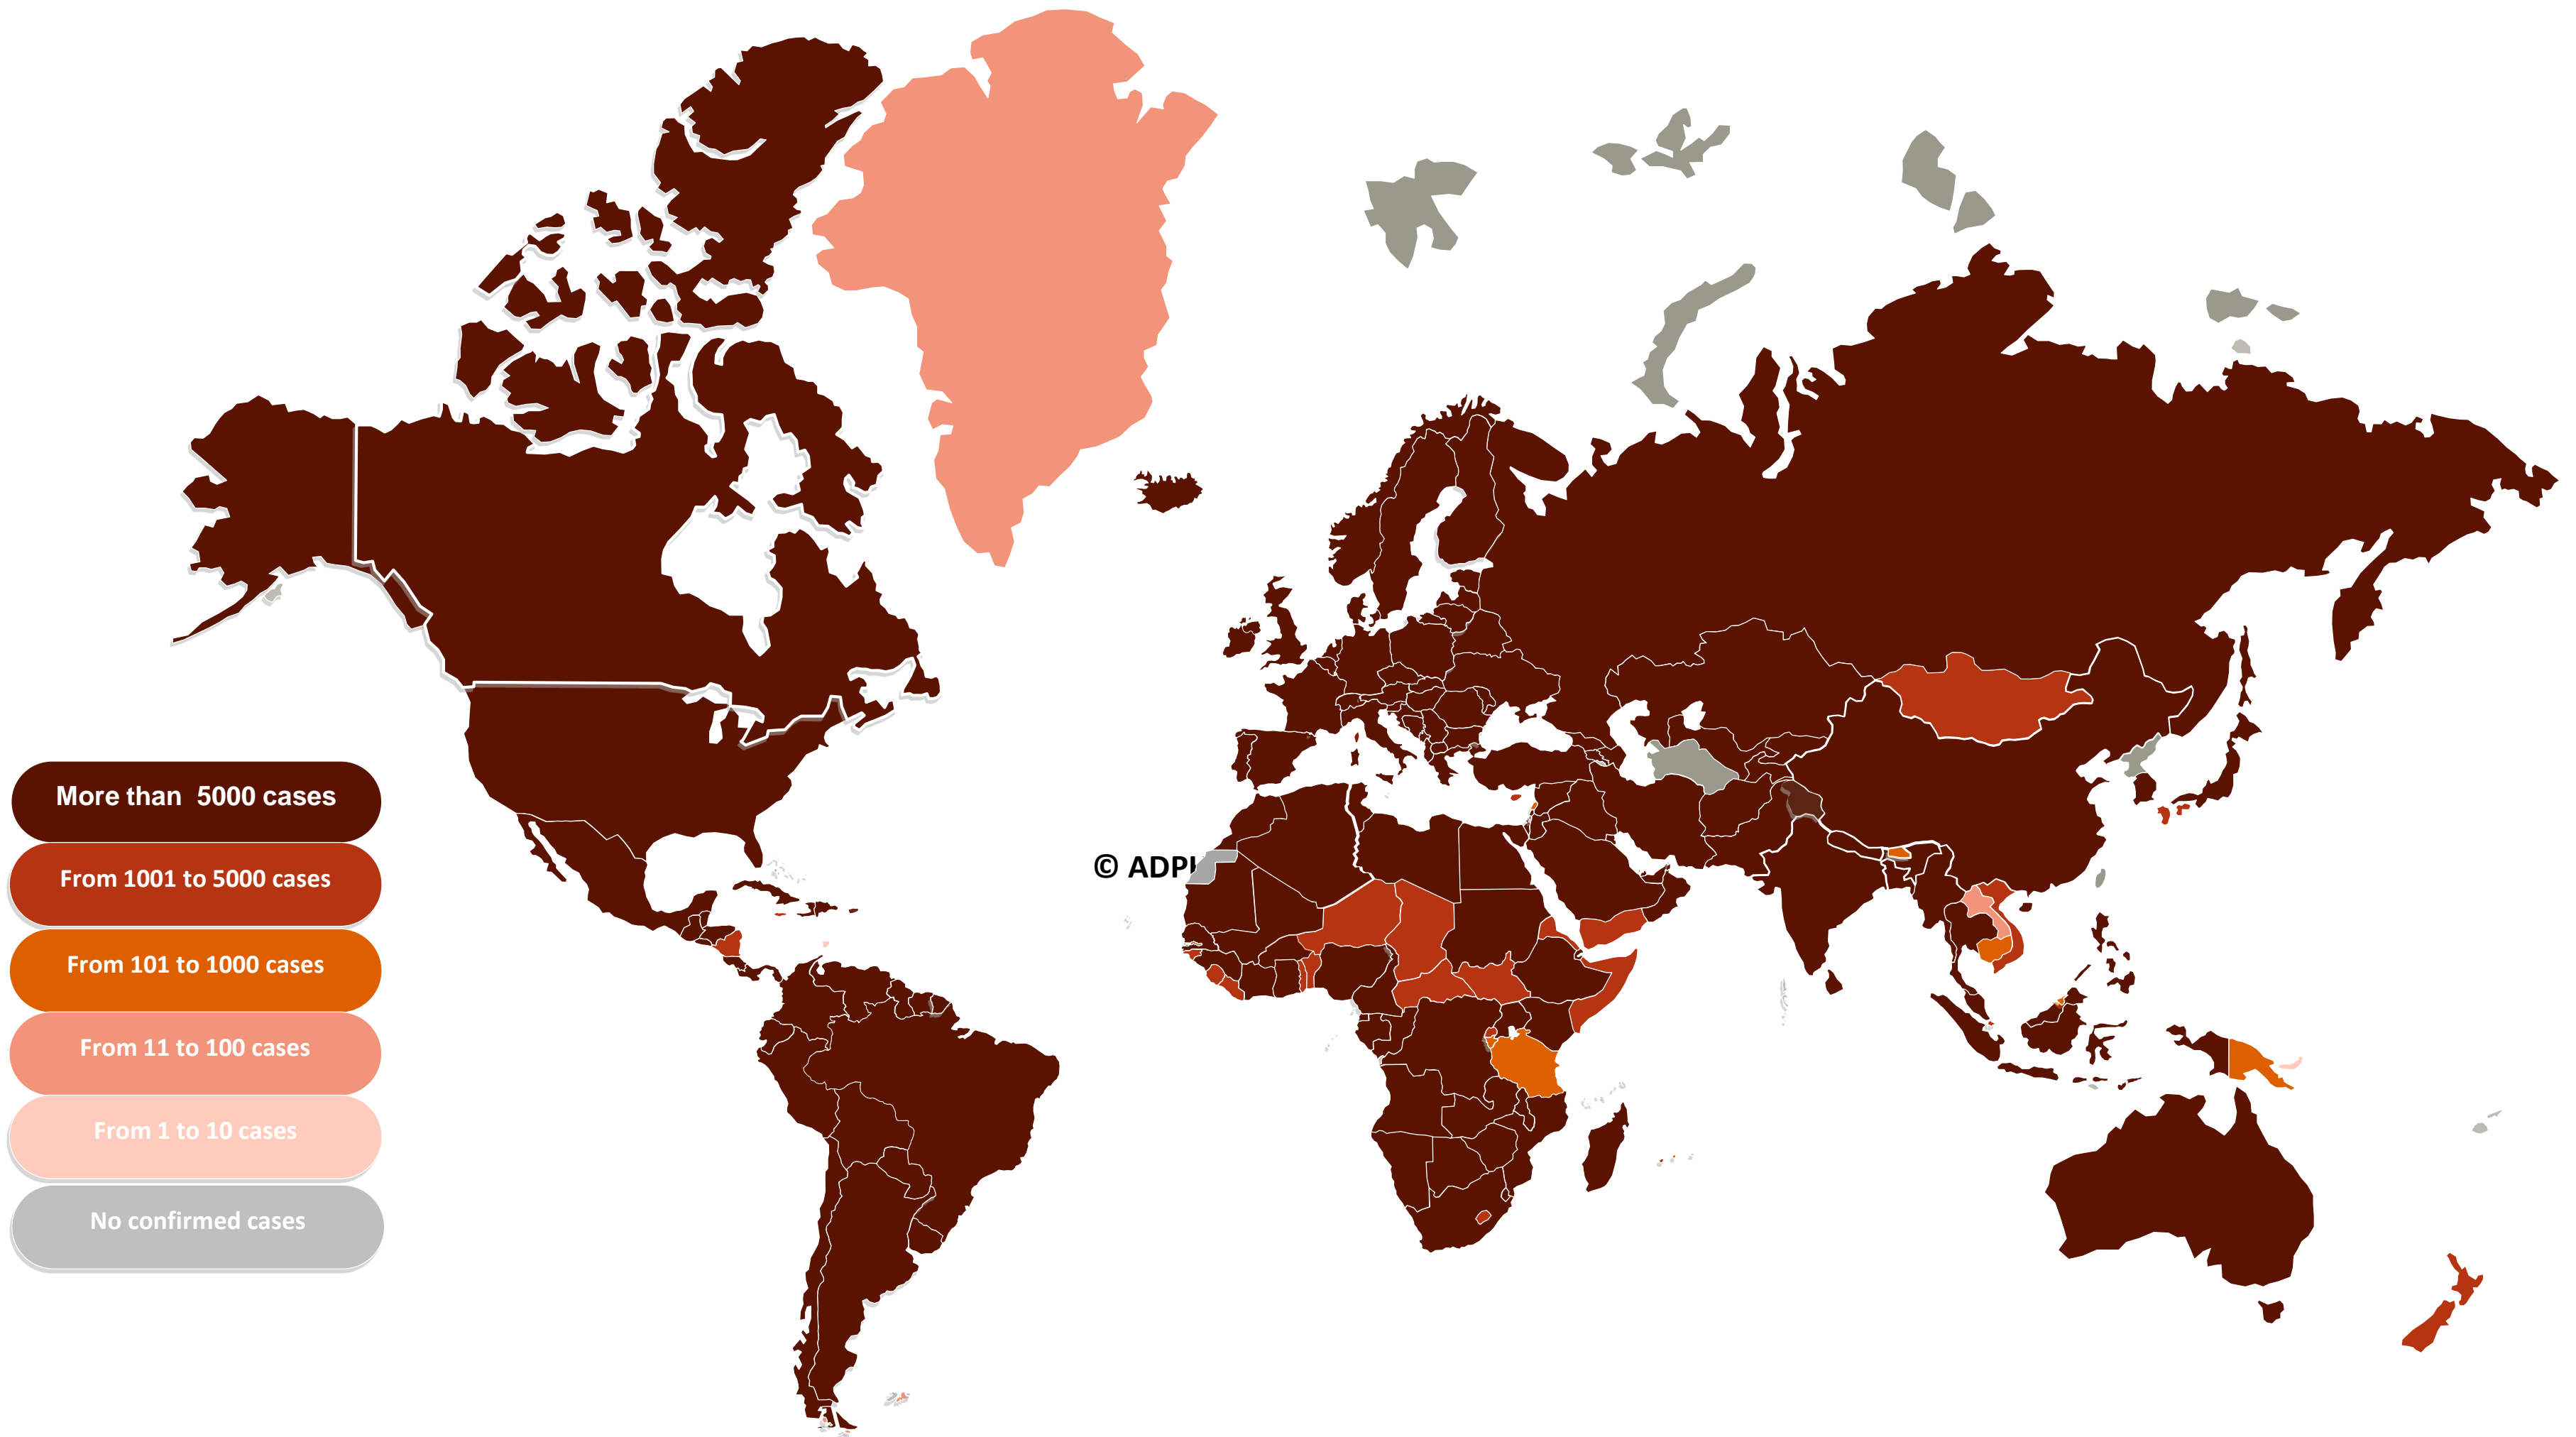 More than 5000 cases
From 1001 to 5000 cases
From 101 to 1000 cases
From 11 to 100 cases
From 1 to 10 cases
No confirmed cases
©